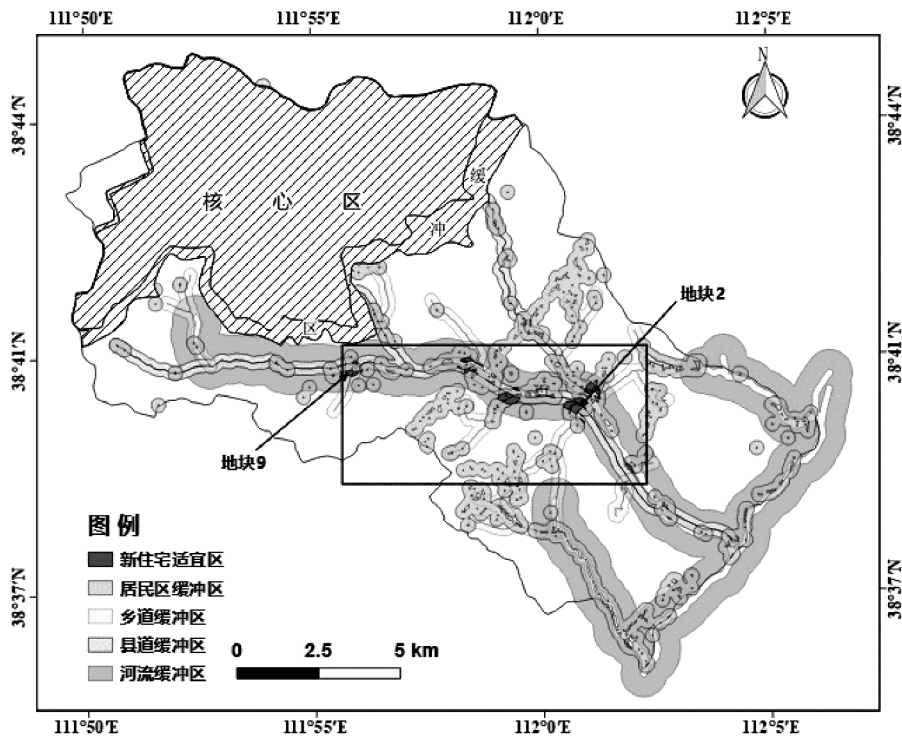 111°50′E 111°55′E 112°0′E 112°5′E
N
38°44′N 38°44′N
缓
核 心 区
冲
地块2
区
38°41′N 38°41′N
地块9
图 例
新住宅适宜区
居民区缓冲区
乡道缓冲区
县道缓冲区
河流缓冲区
0 2.5 5 km
38°37′N 38°37′N
111°50′E 111°55′E 112°0′E 112°5′E